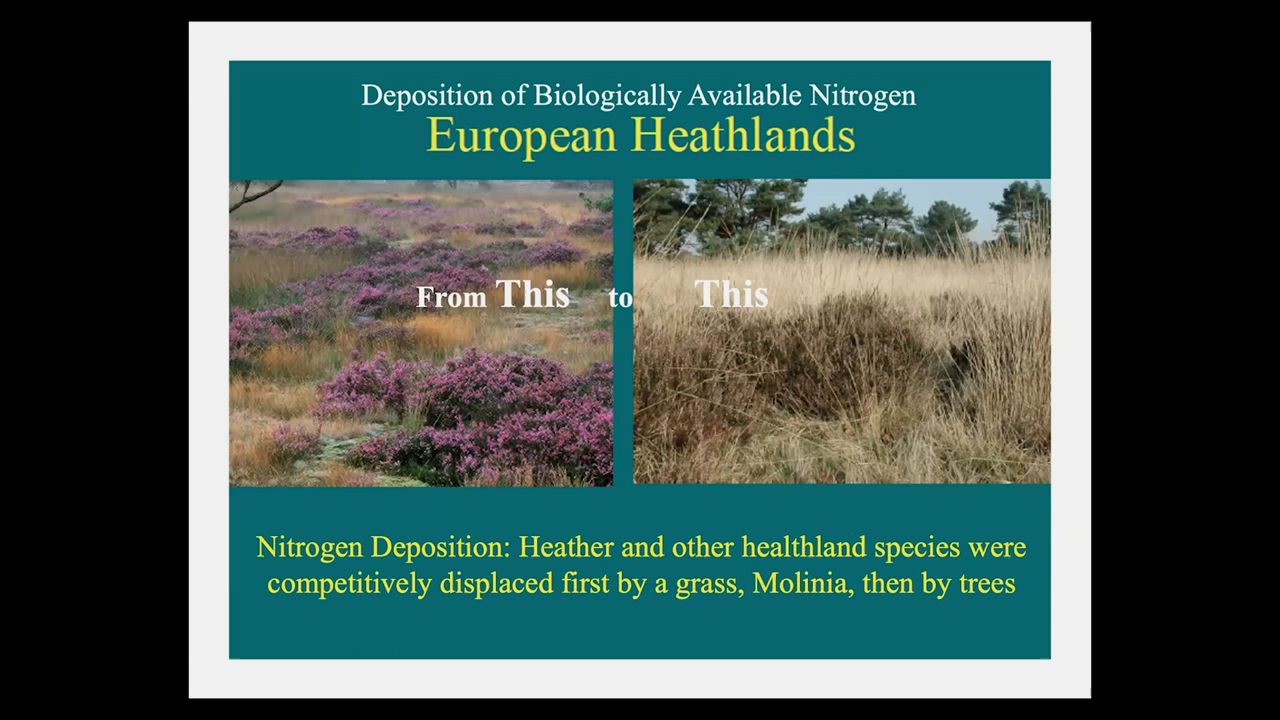 Deposition of Biologically Available Nitrogen
European Heathlands
From This to This
Nitrogen Deposition: Heather and other healthland species were
competitively displaced first by a grass, Molinia, then by trees